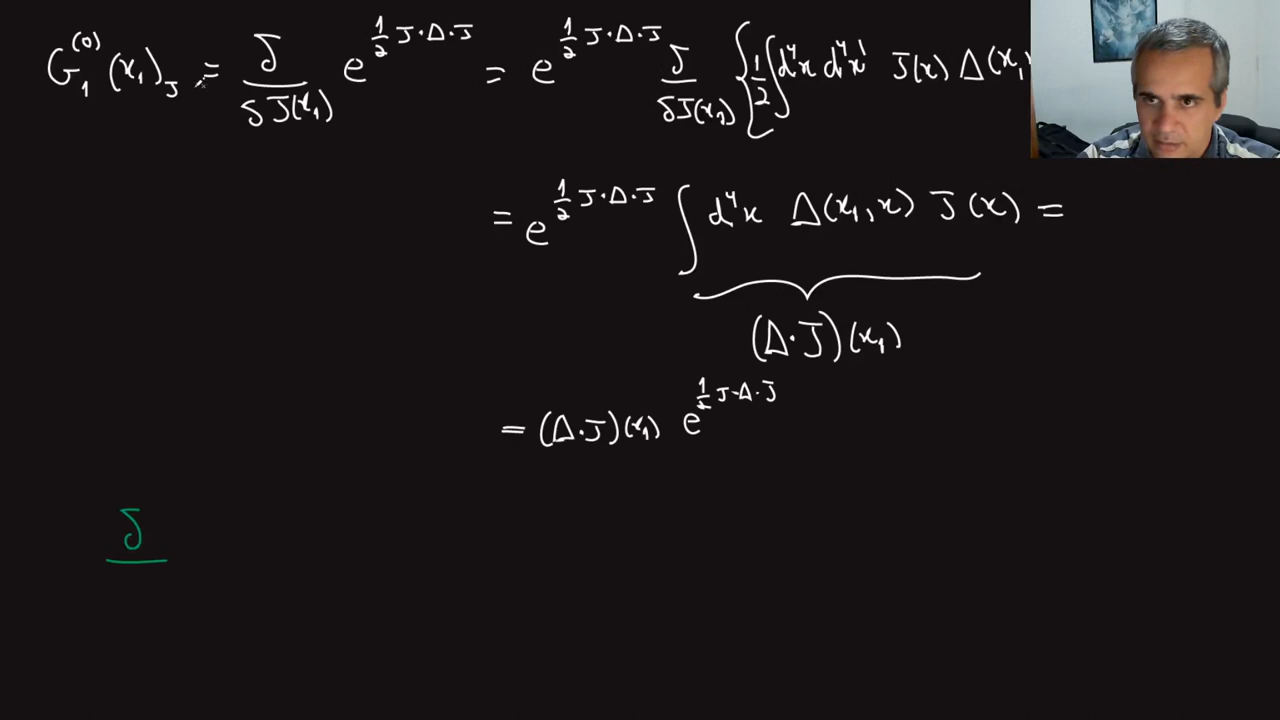 G₁⁽⁰⁾(x₁)_J = δ/δJ(x₁) e^{½ J·Δ·J} = e^{½ J·Δ·J} δ/δJ(x₁) { ½ ∫ d⁴x d⁴x' J(x) Δ(x,
= e^{½ J·Δ·J} ∫ d⁴x Δ(x₁,x) J(x) =
(Δ·J)(x₁)
= (Δ·J)(x₁) e^{½ J·Δ·J}
δ